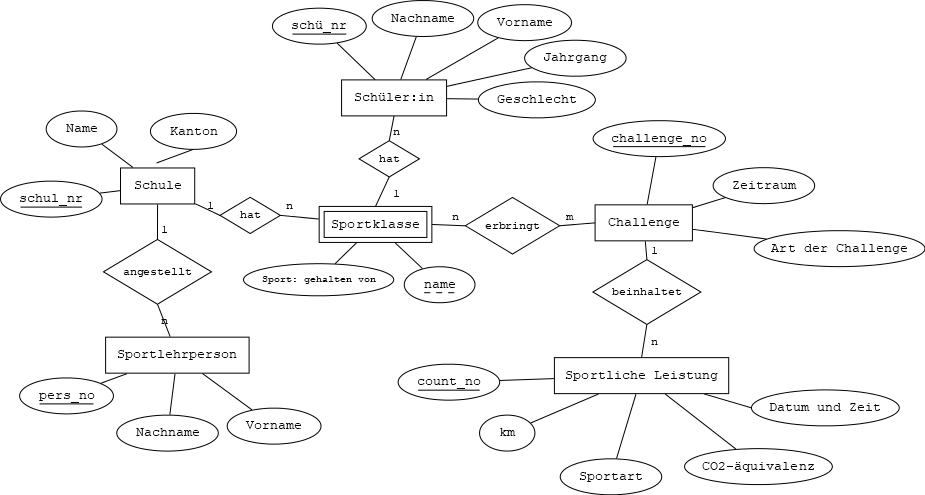 schü_nr
Nachname
Vorname
Jahrgang
Geschlecht
Schüler:in
n
hat
1
Name
Kanton
schul_nr
Schule
1
hat
n
Sportklasse
n
erbringt
m
Challenge
challenge_no
Zeitraum
Art der Challenge
1
angestellt
n
Sport: gehalten von
name
1
beinhaltet
n
Sportlehrperson
pers_no
Nachname
Vorname
Sportliche Leistung
count_no
km
Sportart
CO2-äquivalenz
Datum und Zeit